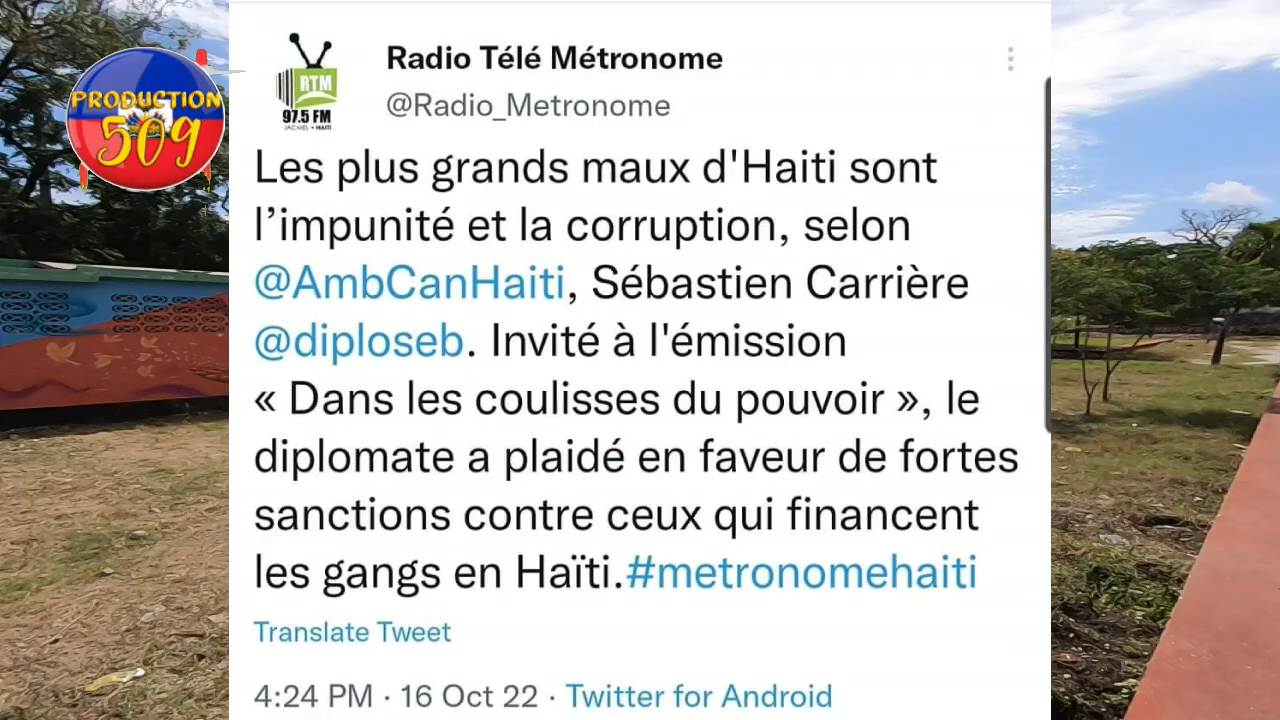 PRODUCTION
509
RTM
97.5 FM
JACMEL • HAITI
Radio Télé Métronome
@Radio_Metronome
Les plus grands maux d'Haiti sont
l’impunité et la corruption, selon
@AmbCanHaiti, Sébastien Carrière
@diploseb. Invité à l'émission
« Dans les coulisses du pouvoir », le
diplomate a plaidé en faveur de fortes
sanctions contre ceux qui financent
les gangs en Haïti.#metronomehaiti
Translate Tweet
4:24 PM · 16 Oct 22 · Twitter for Android